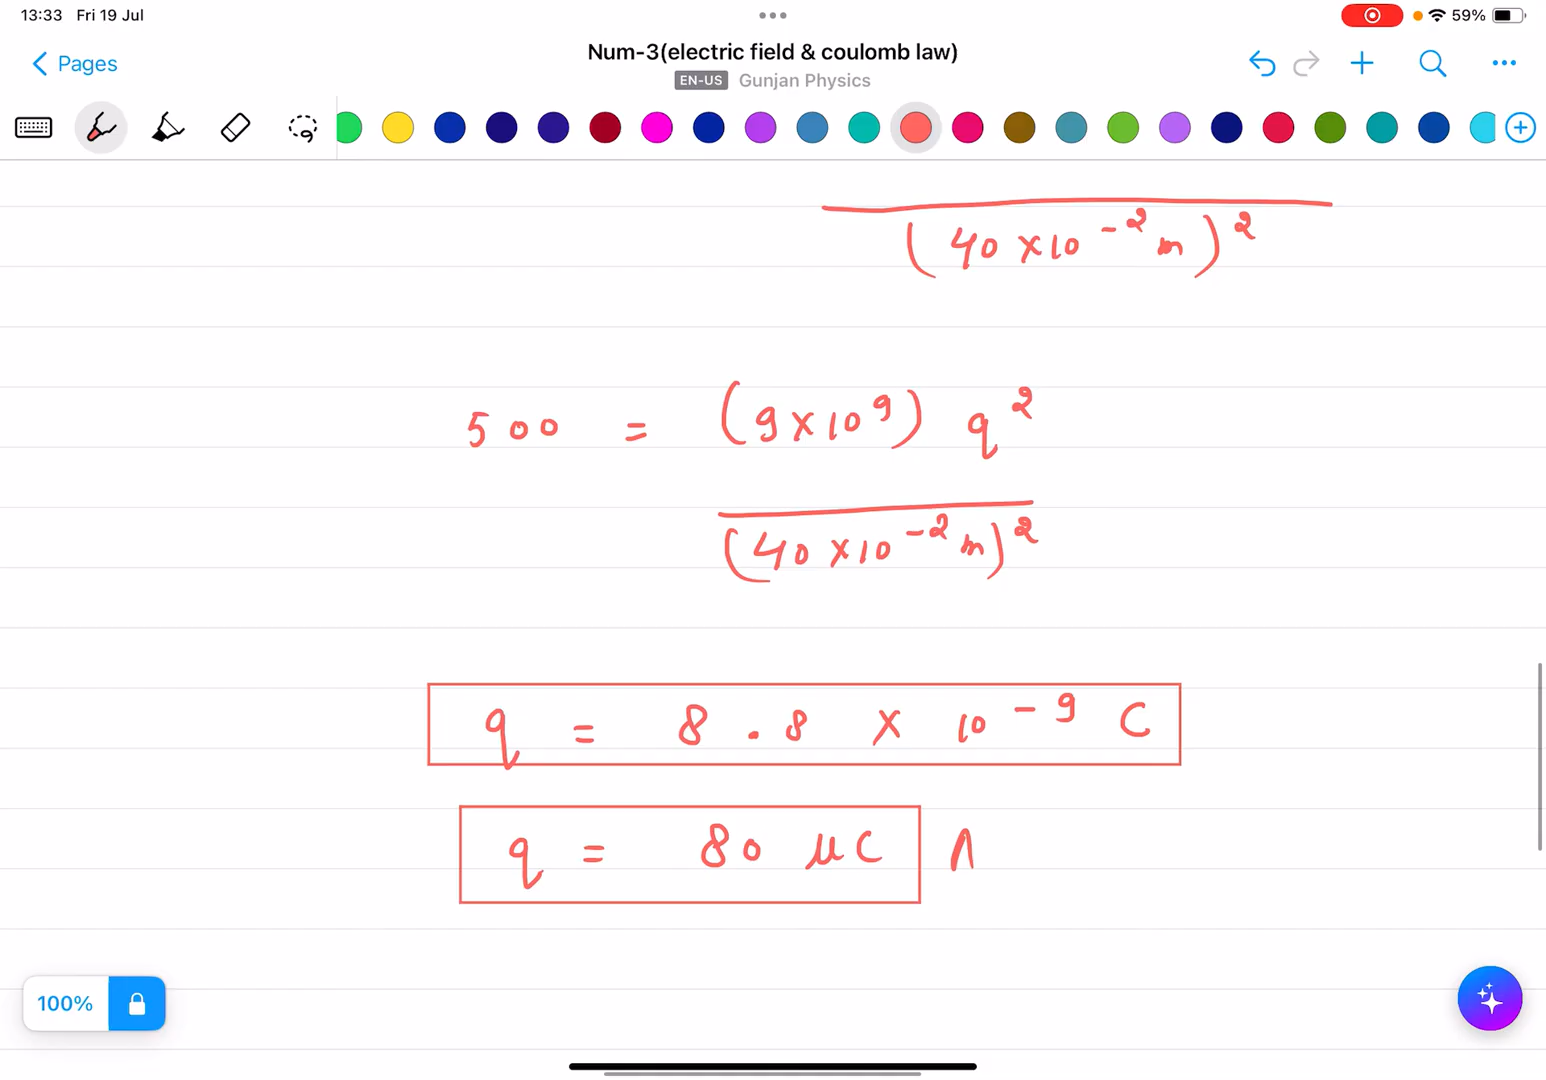 13:33 Fri 19 Jul
59%
Pages
Num-3(electric field & coulomb law)
EN-US Gunjan Physics
(40 × 10⁻² m)²
500 = (9×10⁹) q²
(40 × 10⁻² m)²
q = 8.8 × 10⁻⁹ C
q = 80 μC
100%